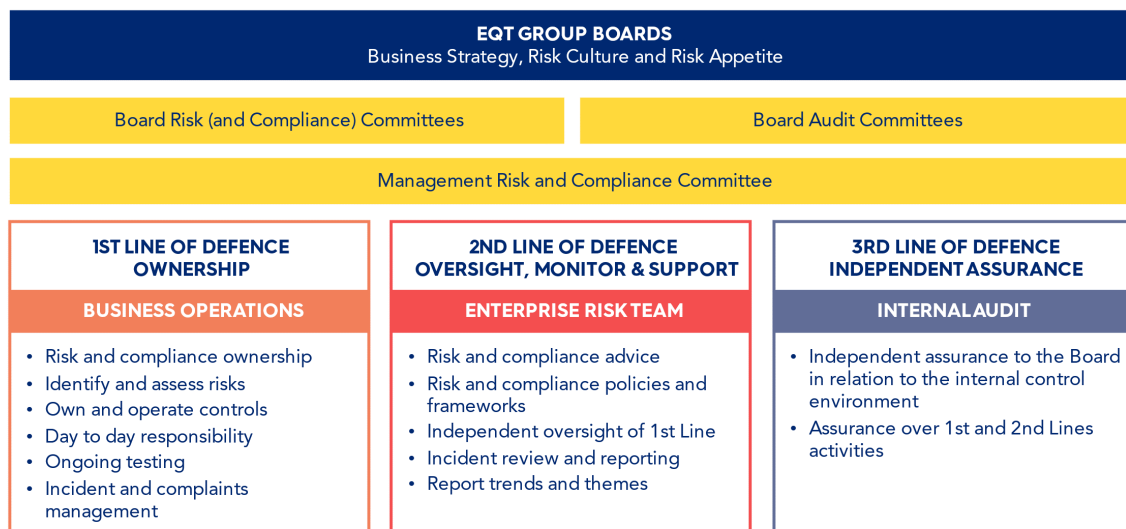 EQT GROUP BOARDS
Business Strategy, Risk Culture and Risk Appetite
Board Risk (and Compliance) Committees
Board Audit Committees
Management Risk and Compliance Committee
1ST LINE OF DEFENCE
OWNERSHIP
BUSINESS OPERATIONS
• Risk and compliance ownership
• Identify and assess risks
• Own and operate controls
• Day to day responsibility
• Ongoing testing
• Incident and complaints
management
2ND LINE OF DEFENCE
OVERSIGHT, MONITOR & SUPPORT
ENTERPRISE RISK TEAM
• Risk and compliance advice
• Risk and compliance policies and
frameworks
• Independent oversight of 1st Line
• Incident review and reporting
• Report trends and themes
3RD LINE OF DEFENCE
INDEPENDENT ASSURANCE
INTERNAL AUDIT
• Independent assurance to the Board
in relation to the internal control
environment
• Assurance over 1st and 2nd Lines
activities